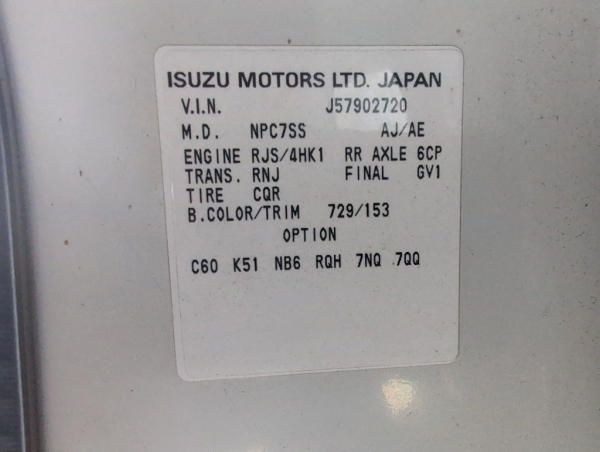 ISUZU MOTORS LTD. JAPAN
V.I.N. J57902720
M.D. NPC7SS AJ/AE
ENGINE RJS/4HK1 RR AXLE 6CP
TRANS. RNJ FINAL GV1
TIRE CQR
B.COLOR/TRIM 729/153
OPTION
C60 K51 NB6 RQH 7NQ 7QQ